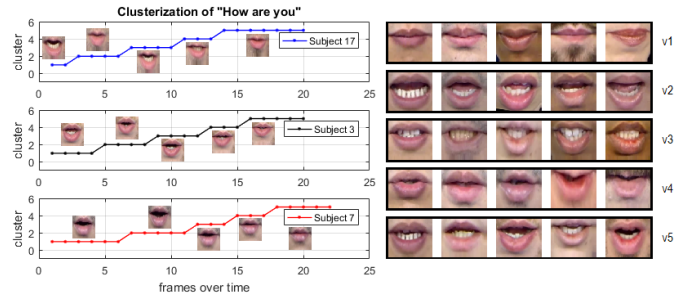 Clusterization of "How are you"
cluster
6
4
2
0
Subject 17
0 5 10 15 20 25
cluster
6
4
2
0
Subject 3
0 5 10 15 20 25
cluster
6
4
2
0
Subject 7
0 5 10 15 20 25
frames over time
v1
v2
v3
v4
v5